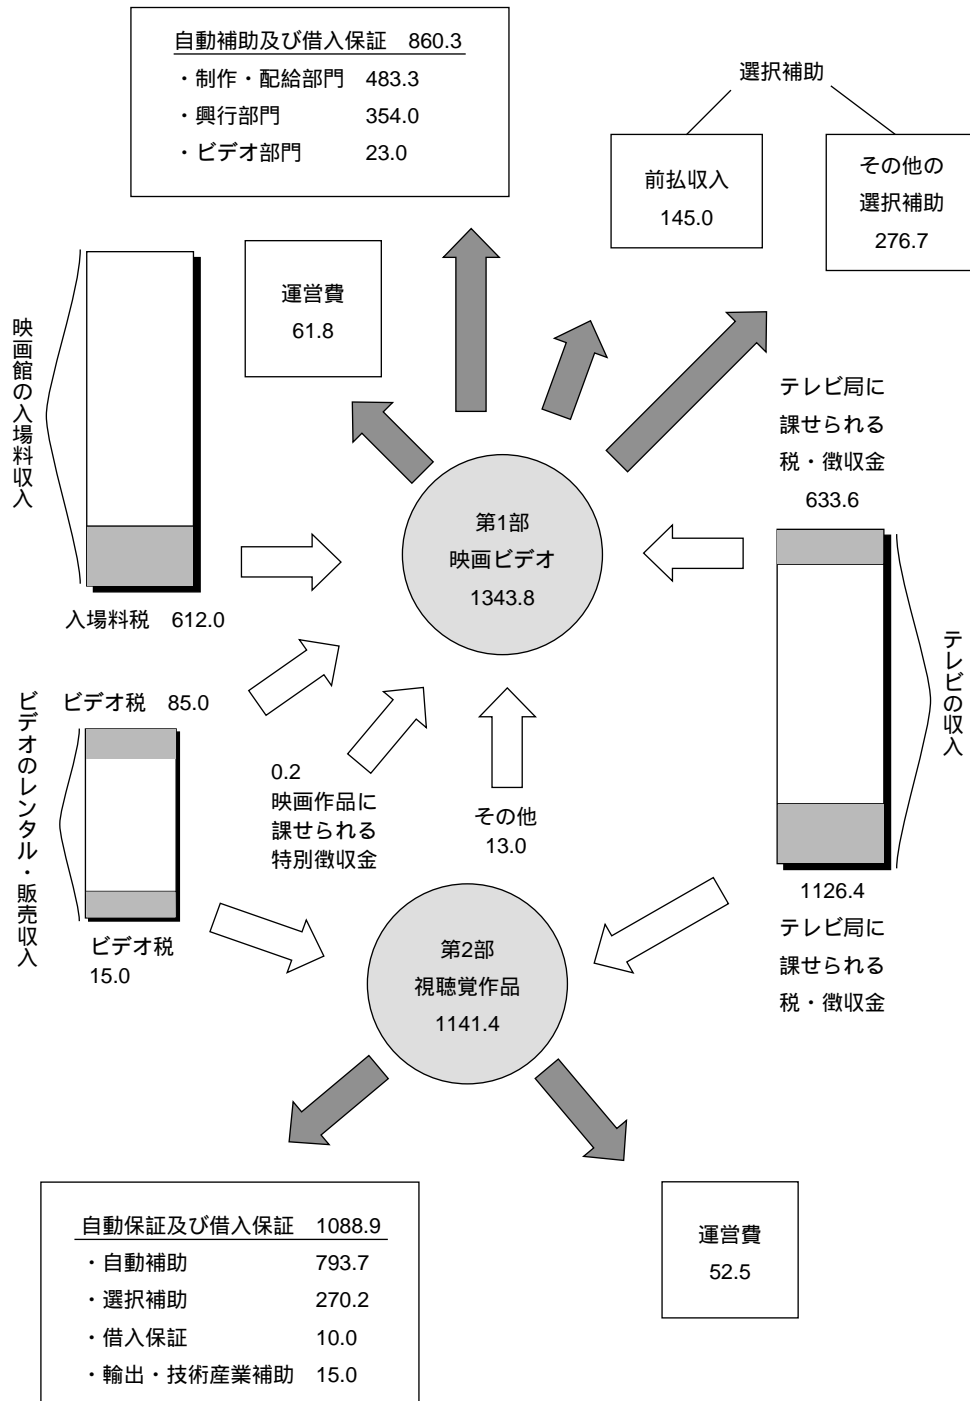 自動補助及び借入保証 860.3
・制作・配給部門 483.3
・興行部門 354.0
・ビデオ部門 23.0
選択補助
前払収入
145.0
その他の
選択補助
276.7
運営費
61.8
映画館の入場料収入
テレビ局に
課せられる
税・徴収金
633.6
第1部
映画ビデオ
1343.8
入場料税 612.0
テレビの収入
ビデオのレンタル・販売収入
ビデオ税 85.0
0.2
映画作品に
課せられる
特別徴収金
その他
13.0
ビデオ税
15.0
第2部
視聴覚作品
1141.4
1126.4
テレビ局に
課せられる
税・徴収金
自動保証及び借入保証 1088.9
・自動補助 793.7
・選択補助 270.2
・借入保証 10.0
・輸出・技術産業補助 15.0
運営費
52.5